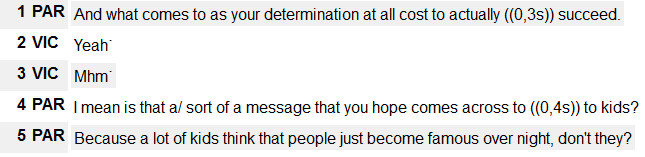 1 PAR And what comes to as your determination at all cost to actually ((0,3s)) succeed.
2 VIC Yeah˙
3 VIC Mhm˙
4 PAR I mean is that a/ sort of a message that you hope comes across to ((0,4s)) to kids?
5 PAR Because a lot of kids think that people just become famous over night, don't they?